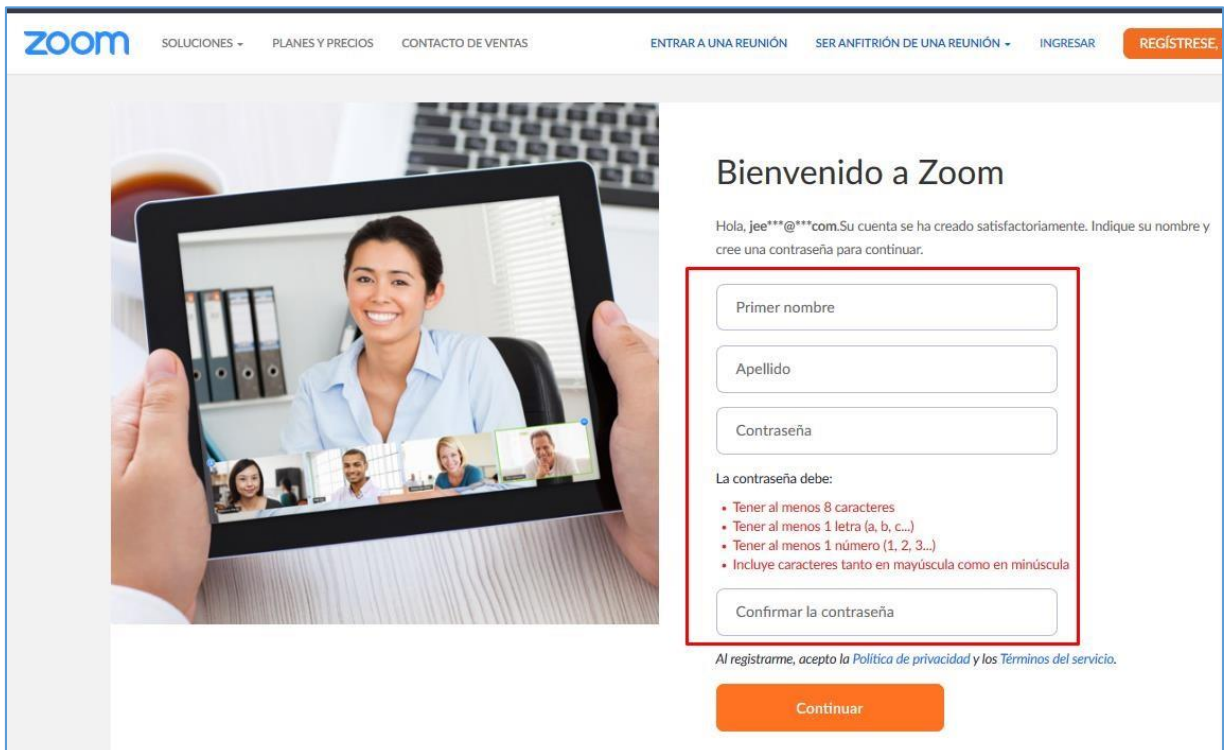 zoom
SOLUCIONES
PLANES Y PRECIOS
CONTACTO DE VENTAS
ENTRAR A UNA REUNIÓN
SER ANFITRIÓN DE UNA REUNIÓN
INGRESAR
REGÍSTRESE,
Bienvenido a Zoom
Hola, jee***@***com.Su cuenta se ha creado satisfactoriamente. Indique su nombre y
cree una contraseña para continuar.
Primer nombre
Apellido
Contraseña
La contraseña debe:
• Tener al menos 8 caracteres
• Tener al menos 1 letra (a, b, c...)
• Tener al menos 1 número (1, 2, 3...)
• Incluye caracteres tanto en mayúscula como en minúscula
Confirmar la contraseña
Al registrarme, acepto la Política de privacidad y los Términos del servicio.
Continuar